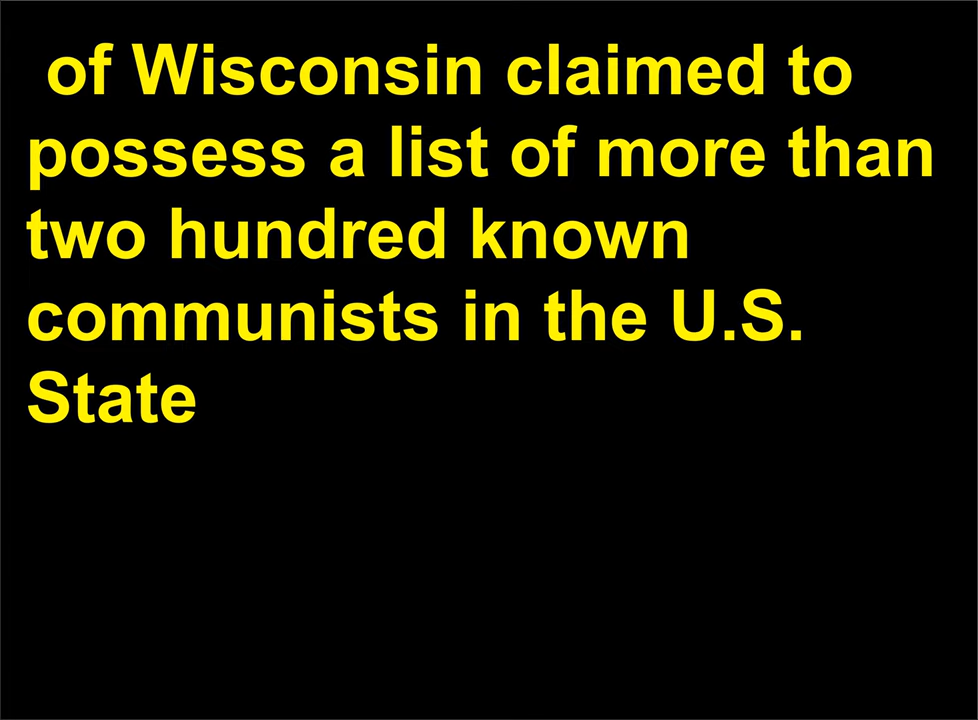 of Wisconsin claimed to
possess a list of more than
two hundred known
communists in the U.S.
State